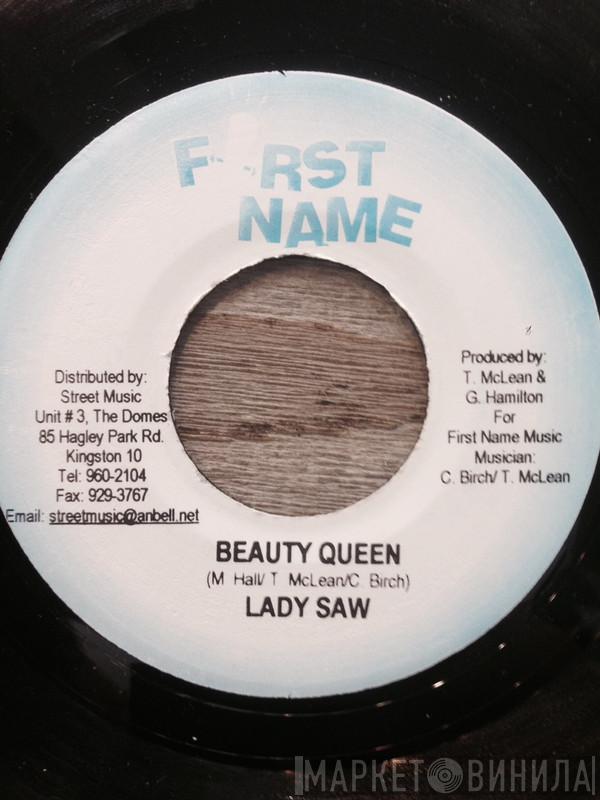 FIRST
NAME
Distributed by:
Street Music
Unit # 3, The Domes
85 Hagley Park Rd.
Kingston 10
Tel: 960-2104
Fax: 929-3767
Email: streetmusic@anbell.net
Produced by:
T. McLean &
G. Hamilton
For
First Name Music
Musician:
C. Birch/ T. McLean
BEAUTY QUEEN
(M. Hall/ T. McLean/C. Birch)
LADY SAW
МАРКЕТ ВИНИЛА